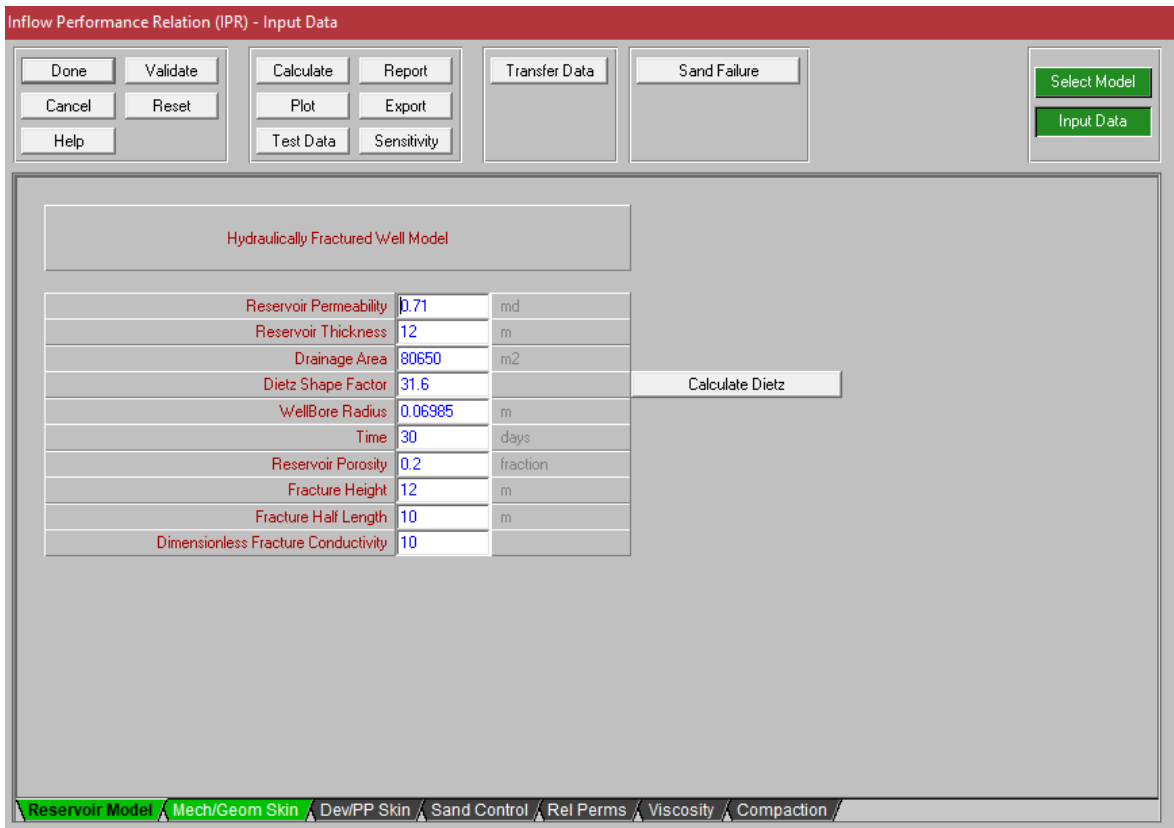 Inflow Performance Relation (IPR) - Input Data
Done Validate Calculate Report Transfer Data Sand Failure Select Model
Cancel Reset Plot Export Input Data
Help Test Data Sensitivity
Hydraulically Fractured Well Model
Reservoir Permeability 0.71 md
Reservoir Thickness 12 m
Drainage Area 80650 m2
Dietz Shape Factor 31.6 Calculate Dietz
WellBore Radius 0.06985 m
Time 30 days
Reservoir Porosity 0.2 fraction
Fracture Height 12 m
Fracture Half Length 10 m
Dimensionless Fracture Conductivity 10
Reservoir Model Mech/Geom Skin Dev/PP Skin Sand Control Rel Perms Viscosity Compaction